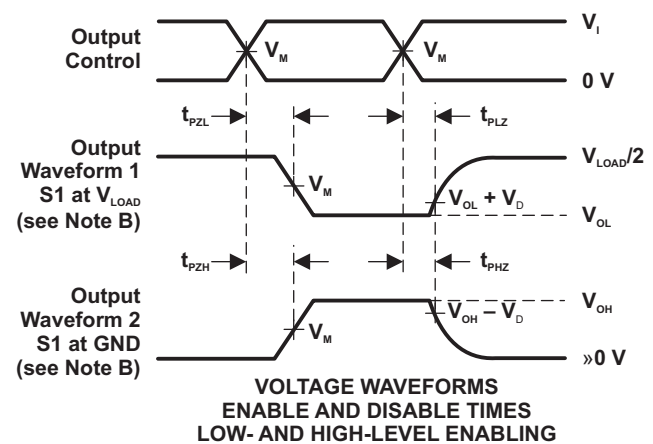 Output
Control
V_M
V_M
V_I
0 V
t_PZL
t_PLZ
Output
Waveform 1
S1 at V_LOAD
(see Note B)
V_M
V_OL + V_D
V_LOAD/2
V_OL
t_PZH
t_PHZ
Output
Waveform 2
S1 at GND
(see Note B)
V_M
V_OH – V_D
V_OH
»0 V
VOLTAGE WAVEFORMS
ENABLE AND DISABLE TIMES
LOW- AND HIGH-LEVEL ENABLING